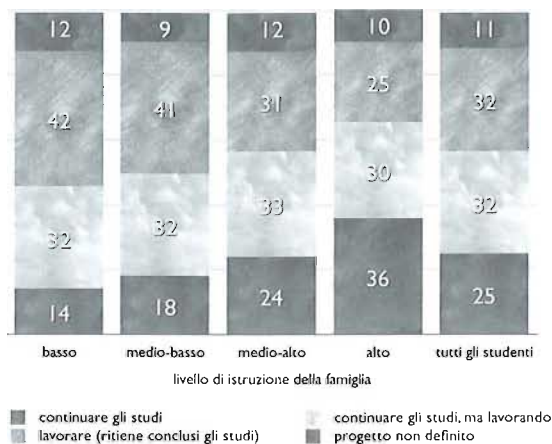 12 9 12 10 11
42 41 31 25 32
32 32 33 30 32
14 18 24 36 25
basso medio-basso medio-alto alto tutti gli studenti
livello di istruzione della famiglia
continuare gli studi continuare gli studi, ma lavorando
lavorare (ritiene conclusi gli studi) progetto non definito